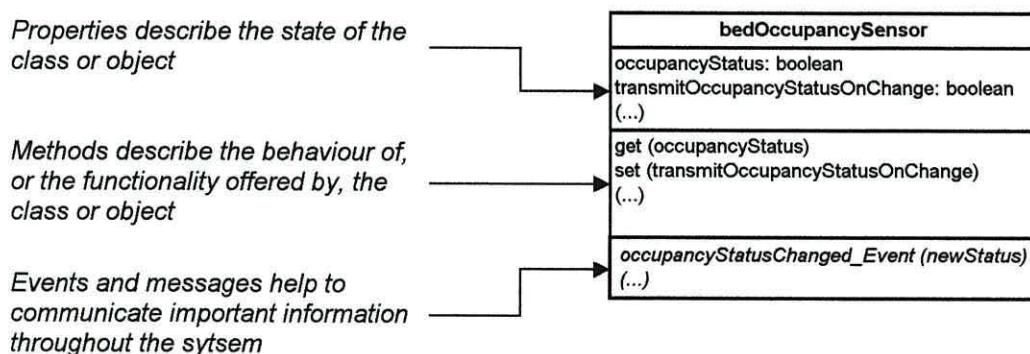 Properties describe the state of the
class or object
Methods describe the behaviour of,
or the functionality offered by, the
class or object
Events and messages help to
communicate important information
throughout the sytsem
bedOccupancySensor
occupancyStatus: boolean
transmitOccupancyStatusOnChange: boolean
(...)
get (occupancyStatus)
set (transmitOccupancyStatusOnChange)
(...)
occupancyStatusChanged_Event (newStatus)
(...)